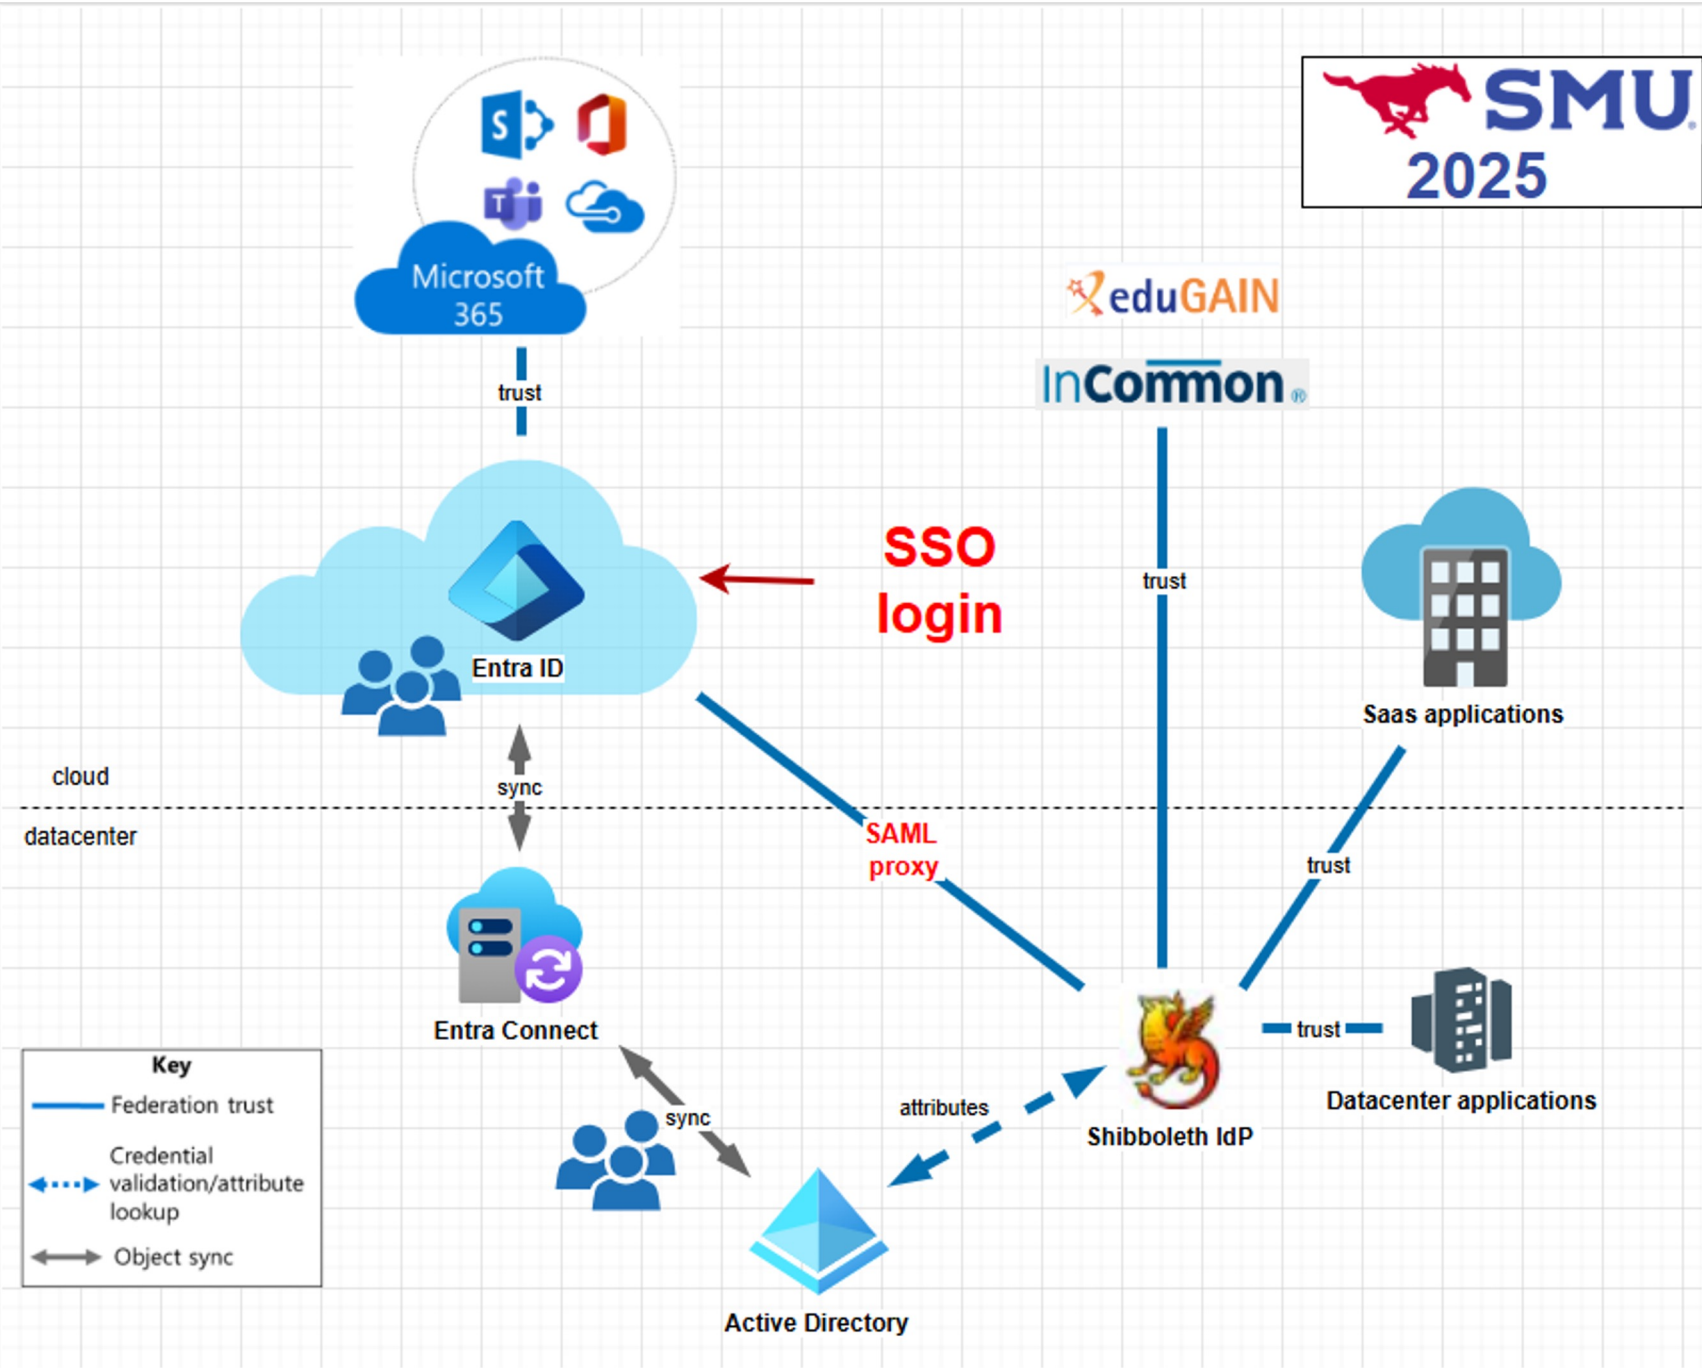 SMU
2025
S
T
Microsoft
365
eduGAIN
InCommon®
trust
SSO
login
trust
Entra ID
Saas applications
cloud
sync
datacenter
SAML
proxy
trust
Entra Connect
trust
Datacenter applications
attributes
sync
Shibboleth IdP
Active Directory
Key
Federation trust
Credential
validation/attribute
lookup
Object sync